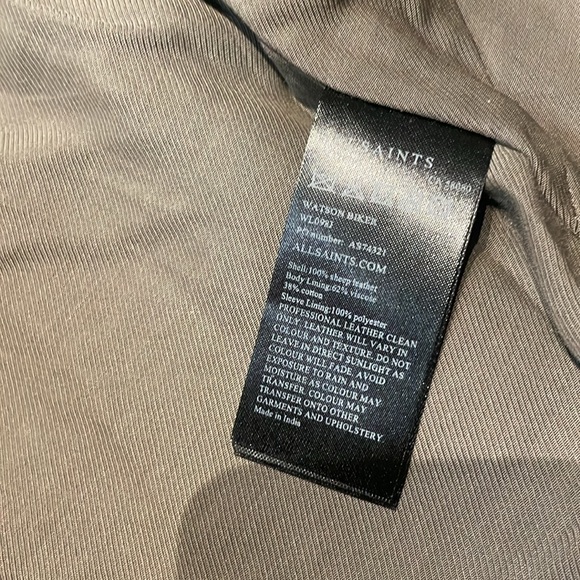 SAINTS
CA 38080
WATSON BIKER
PO number: AS74321
ALLSAINTS.COM
Shell:100% sheep leather
Body Lining:62% viscose
38% cotton
Sleeve Lining:100% polyester
PROFESSIONAL LEATHER CLEAN
ONLY. LEATHER WILL VARY IN
COLOUR AND TEXTURE. DO NOT
LEAVE IN DIRECT SUNLIGHT AS
COLOUR WILL FADE. AVOID
EXPOSURE TO RAIN AND
MOISTURE AS COLOUR MAY
TRANSFER. COLOUR MAY
TRANSFER ONTO OTHER
GARMENTS AND UPHOLSTERY
Made in India